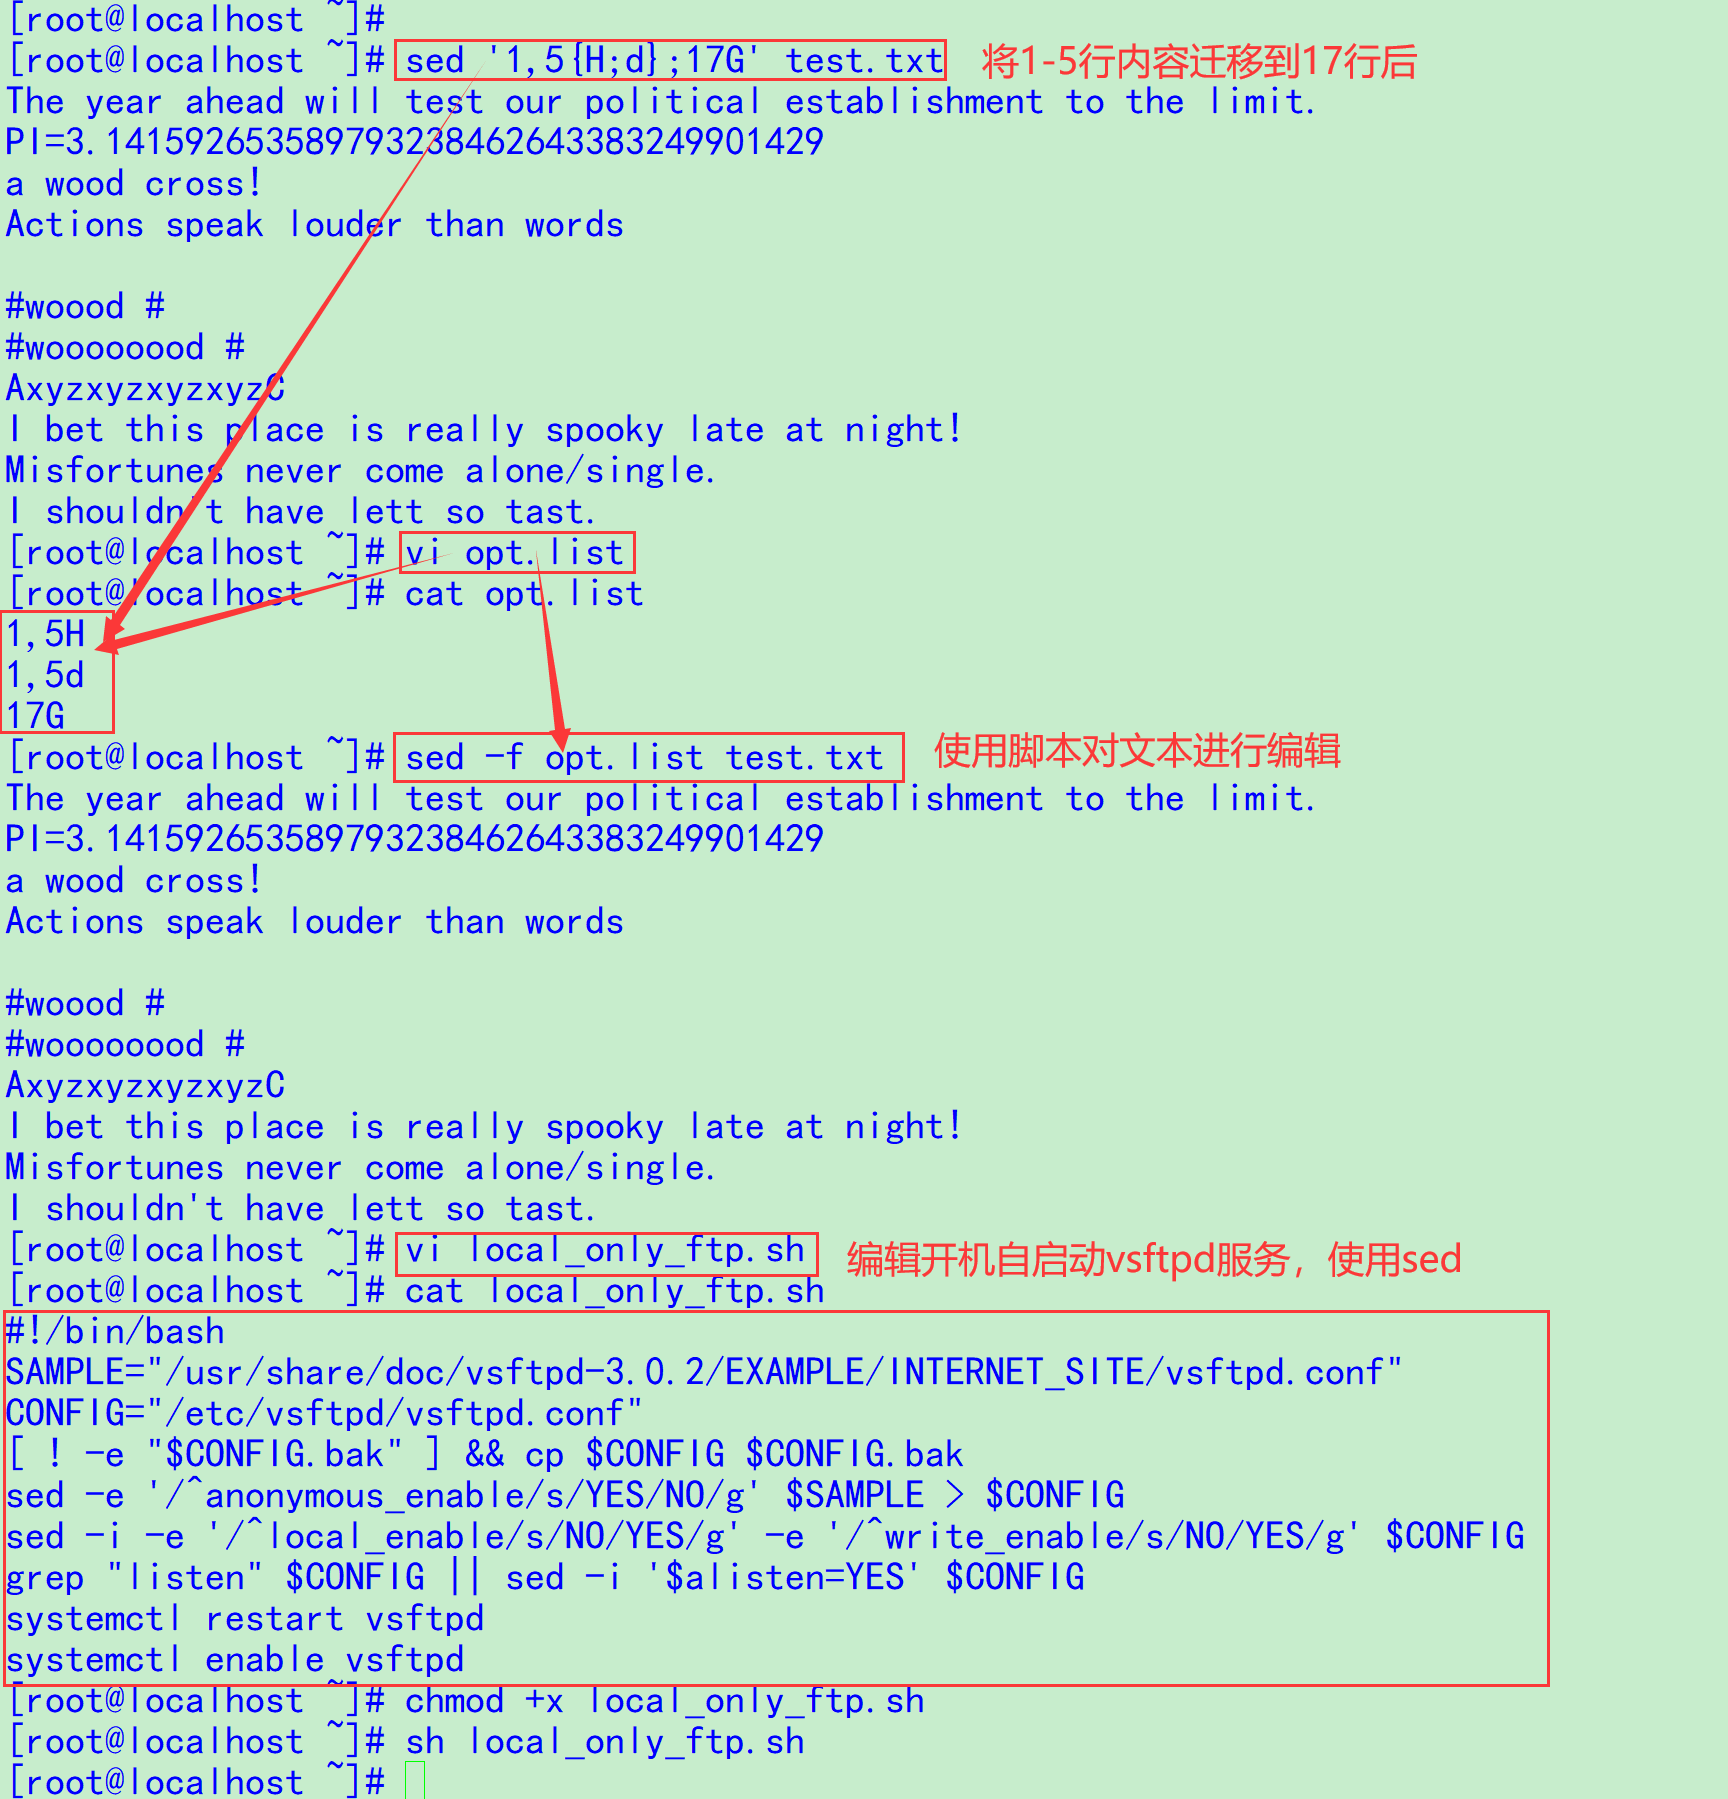 [root@localhost ~]#
[root@localhost ~]# sed '1,5{H;d};17G' test.txt 将1-5行内容迁移到17行后
The year ahead will test our political establishment to the limit.
PI=3.141592653589793238462643383249901429
a wood cross!
Actions speak louder than words

#woood #
#woooooood #
AxyzxyzxyzxyzC
I bet this place is really spooky late at night!
Misfortunes never come alone/single.
I shouldn't have lett so tast.
[root@localhost ~]# vi opt.list
[root@localhost ~]# cat opt.list
1,5H
1,5d
17G
[root@localhost ~]# sed -f opt.list test.txt 使用脚本对文本进行编辑
The year ahead will test our political establishment to the limit.
PI=3.141592653589793238462643383249901429
a wood cross!
Actions speak louder than words

#woood #
#woooooood #
AxyzxyzxyzxyzC
I bet this place is really spooky late at night!
Misfortunes never come alone/single.
I shouldn't have lett so tast.
[root@localhost ~]# vi local_only_ftp.sh 编辑开机自启动vsftpd服务，使用sed
[root@localhost ~]# cat local_only_ftp.sh
#!/bin/bash
SAMPLE="/usr/share/doc/vsftpd-3.0.2/EXAMPLE/INTERNET_SITE/vsftpd.conf"
CONFIG="/etc/vsftpd/vsftpd.conf"
[ ! -e "$CONFIG.bak" ] && cp $CONFIG $CONFIG.bak
sed -e '/^anonymous_enable/s/YES/NO/g' $SAMPLE > $CONFIG
sed -i -e '/^local_enable/s/NO/YES/g' -e '/^write_enable/s/NO/YES/g' $CONFIG
grep "listen" $CONFIG || sed -i '$alisten=YES' $CONFIG
systemctl restart vsftpd
systemctl enable vsftpd
[root@localhost ~]# chmod +x local_only_ftp.sh
[root@localhost ~]# sh local_only_ftp.sh
[root@localhost ~]#